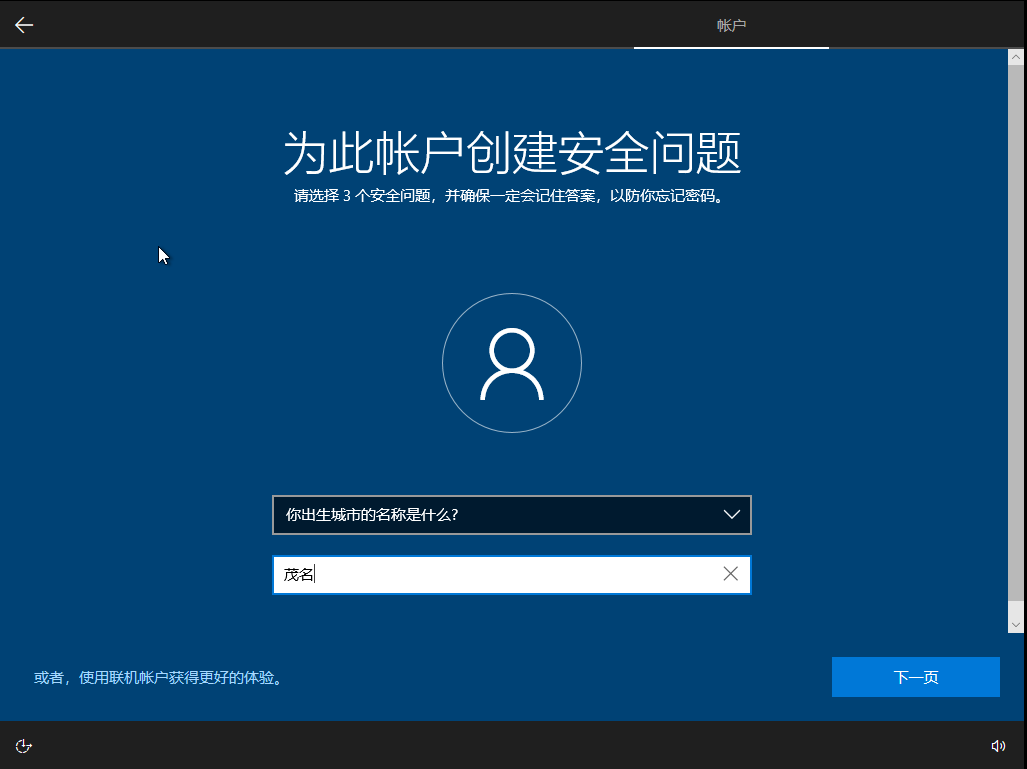 帐户
为此帐户创建安全问题
请选择 3 个安全问题，并确保一定会记住答案，以防你忘记密码。
你出生城市的名称是什么?
茂名
或者，使用联机帐户获得更好的体验。
下一页